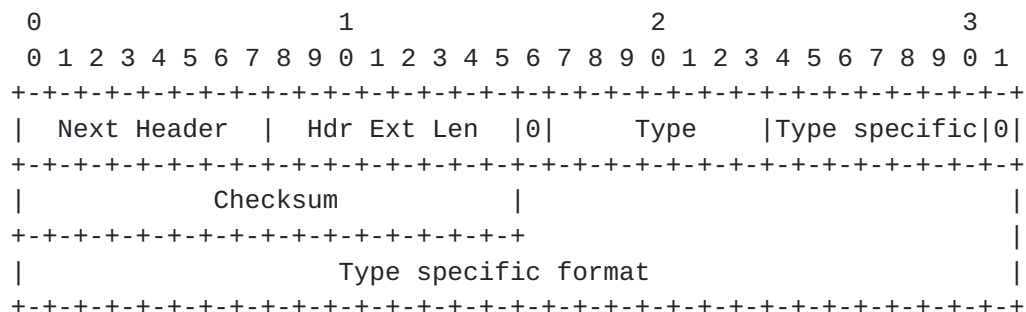 0                   1                   2                   3
 0 1 2 3 4 5 6 7 8 9 0 1 2 3 4 5 6 7 8 9 0 1 2 3 4 5 6 7 8 9 0 1
+-+-+-+-+-+-+-+-+-+-+-+-+-+-+-+-+-+-+-+-+-+-+-+-+-+-+-+-+-+-+-+-+
|  Next Header  |  Hdr Ext Len  |0|     Type      |Type specific|0|
+-+-+-+-+-+-+-+-+-+-+-+-+-+-+-+-+-+-+-+-+-+-+-+-+-+-+-+-+-+-+-+-+
|            Checksum           |                               |
+-+-+-+-+-+-+-+-+-+-+-+-+-+-+-+-+                               |
|                    Type specific format                       |
+-+-+-+-+-+-+-+-+-+-+-+-+-+-+-+-+-+-+-+-+-+-+-+-+-+-+-+-+-+-+-+-+